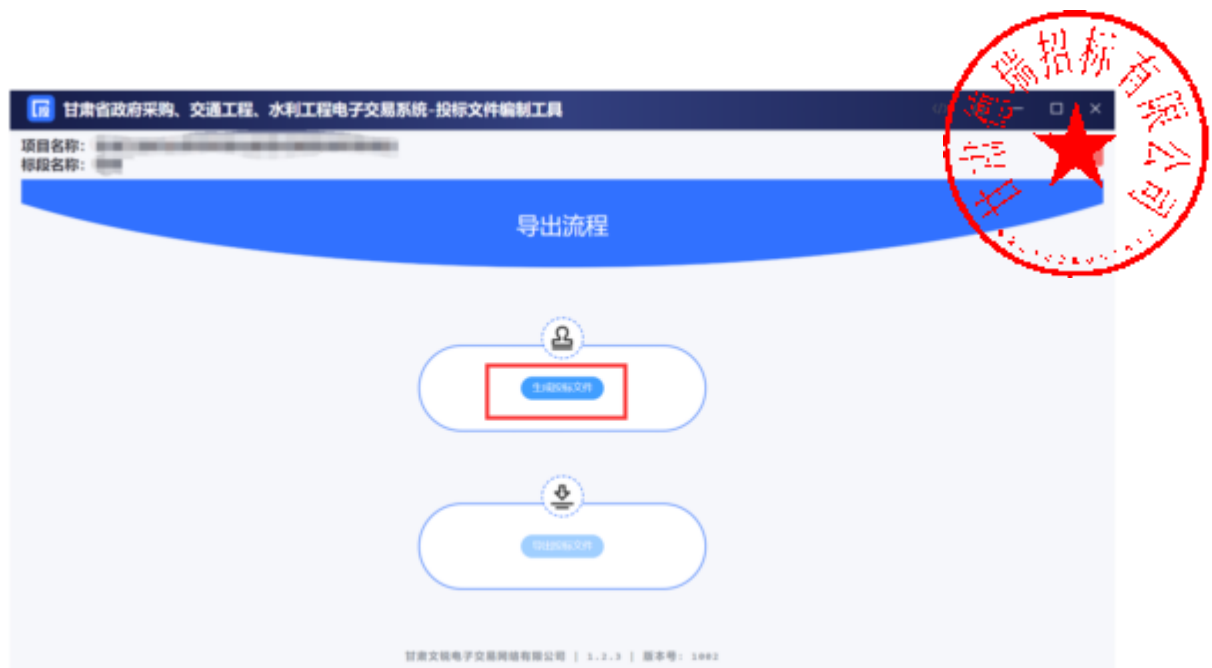 甘肃省政府采购、交通工程、水利工程电子交易系统-投标文件编制工具
项目名称：
标段名称：
导出流程
生成投标文件
导出投标文件
甘肃文锐电子交易网络有限公司 | 1.2.3 | 版本号: 1002
瑞招标有限公司